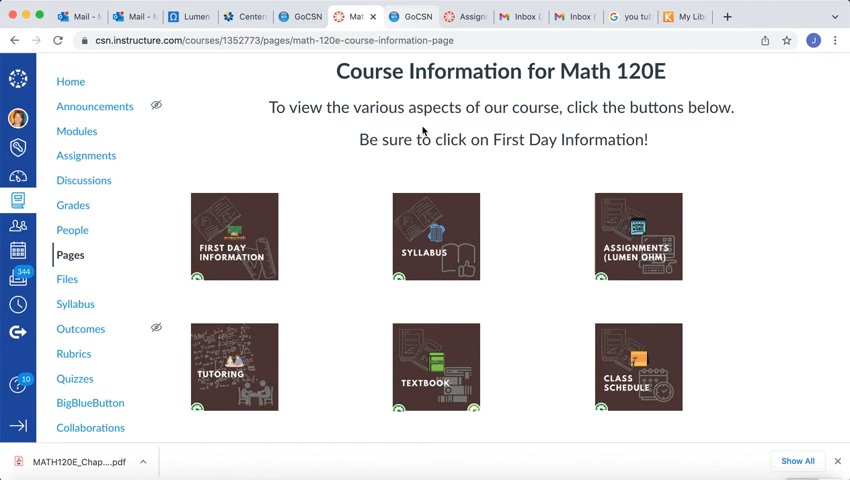 Mail - M
Mail - M
Lumen
Center
GoCSN
Mat
GoCSN
Assignm
Inbox (
Inbox (
you tub
My Libr
csn.instructure.com/courses/1352773/pages/math-120e-course-information-page
J
Home
Announcements
Modules
Assignments
Discussions
Grades
People
Pages
Files
Syllabus
Outcomes
Rubrics
Quizzes
BigBlueButton
Collaborations
344
10
Course Information for Math 120E
To view the various aspects of our course, click the buttons below.
Be sure to click on First Day Information!
FIRST DAY
INFORMATION
SYLLABUS
ASSIGNMENTS
(LUMEN OHM)
TUTORING
TEXTBOOK
CLASS
SCHEDULE
MATH120E_Chap....pdf
Show All